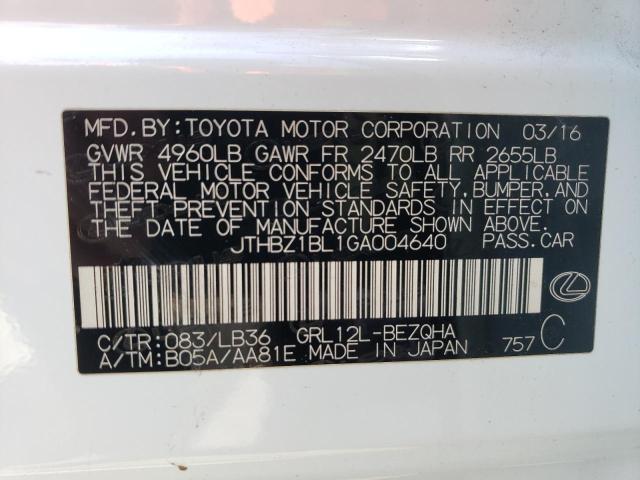 MFD.BY:TOYOTA MOTOR CORPORATION 03/16
GVWR 4960LB GAWR FR 2470LB RR 2655LB
THIS VEHICLE CONFORMS TO ALL APPLICABLE
FEDERAL MOTOR VEHICLE SAFETY, BUMPER, AND
THEFT PREVENTION STANDARDS IN EFFECT ON
THE DATE OF MANUFACTURE SHOWN ABOVE.
JTHBZ1BL1GA004640 PASS.CAR
C/TR:083/LB36 GRL12L-BEZQHA
A/TM:B05A/AA81E MADE IN JAPAN 757 C